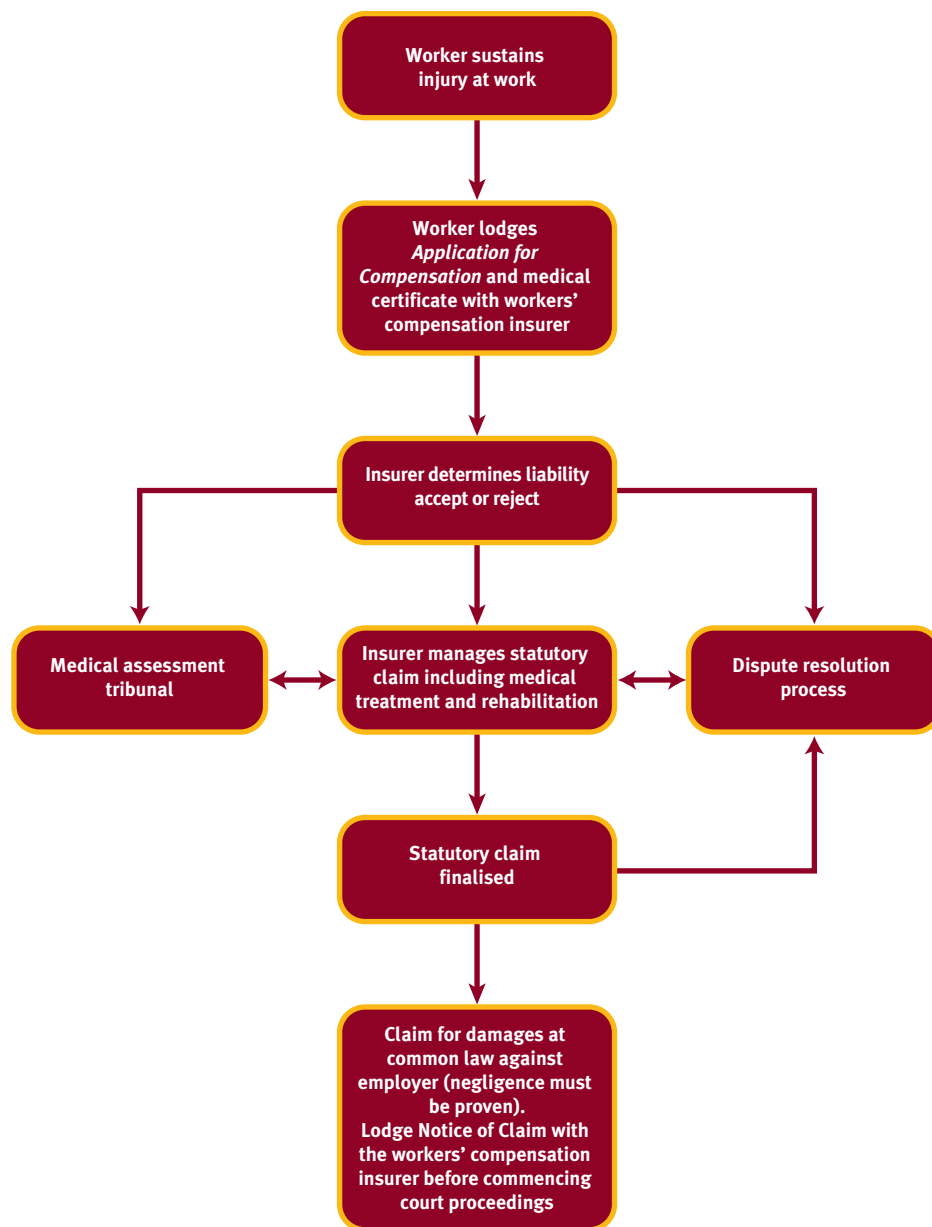 Worker sustains
injury at work
Worker lodges
Application for
Compensation and medical
certificate with workers’
compensation insurer
Insurer determines liability
accept or reject
Medical assessment
tribunal
Insurer manages statutory
claim including medical
treatment and rehabilitation
Dispute resolution
process
Statutory claim
finalised
Claim for damages at
common law against
employer (negligence must
be proven).
Lodge Notice of Claim with
the workers’ compensation
insurer before commencing
court proceedings